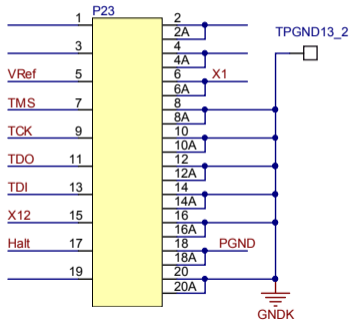 P23
TPGND13_2
1 2
2A
3 4
4A
VRef 5 6 X1
6A
TMS 7 8
8A
TCK 9 10
10A
TDO 11 12
12A
TDI 13 14
14A
X12 15 16
16A
Halt 17 18 PGND
18A
19 20
20A
GNDK